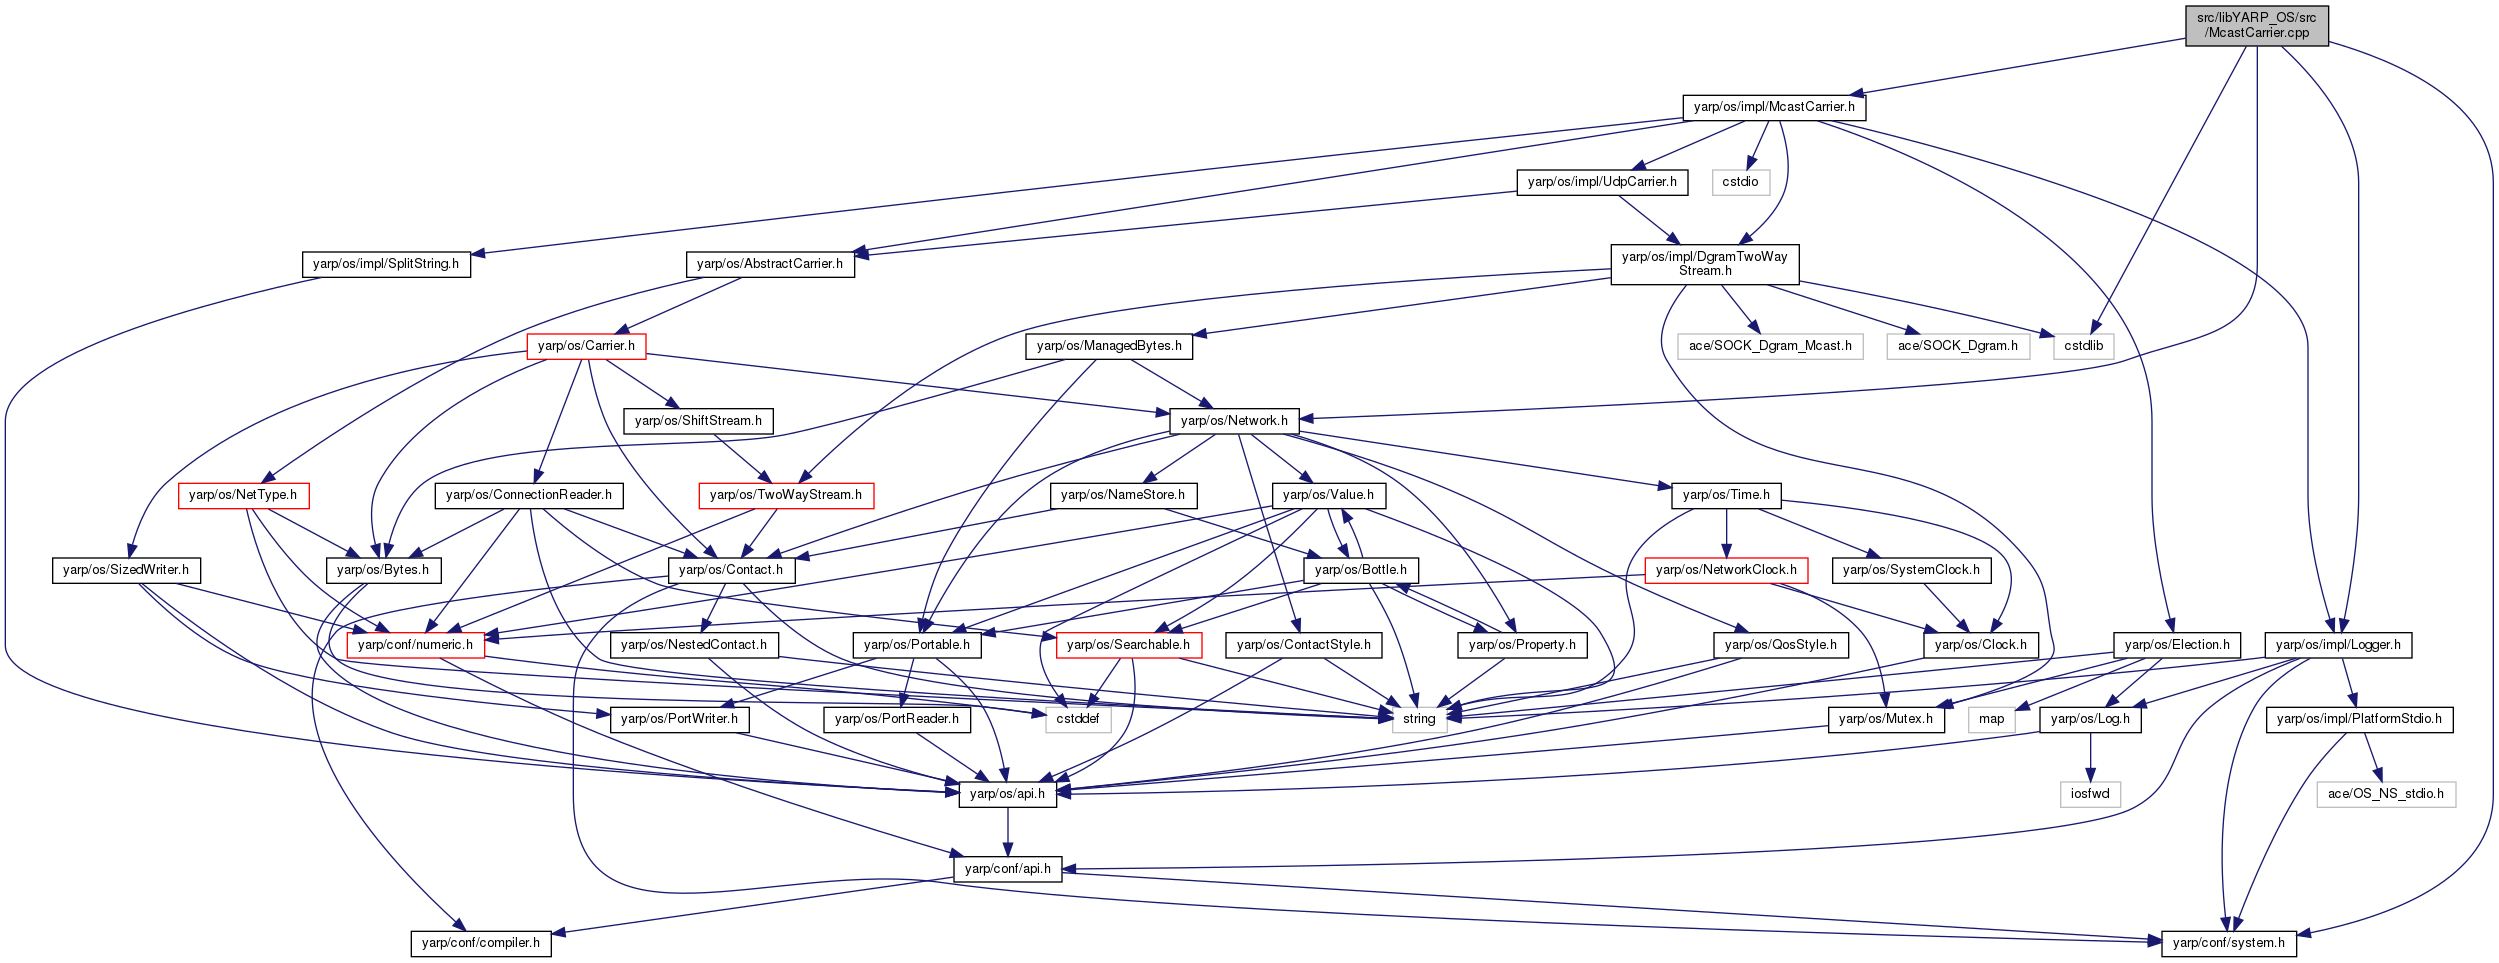 src/libYARP_OS/src
/McastCarrier.cpp
yarp/os/impl/McastCarrier.h
yarp/os/impl/UdpCarrier.h
cstdio
yarp/os/impl/SplitString.h
yarp/os/AbstractCarrier.h
yarp/os/impl/DgramTwoWay
Stream.h
yarp/os/Carrier.h
yarp/os/ManagedBytes.h
ace/SOCK_Dgram_Mcast.h
ace/SOCK_Dgram.h
cstdlib
yarp/os/ShiftStream.h
yarp/os/Network.h
yarp/os/NetType.h
yarp/os/ConnectionReader.h
yarp/os/TwoWayStream.h
yarp/os/NameStore.h
yarp/os/Value.h
yarp/os/Time.h
yarp/os/SizedWriter.h
yarp/os/Bytes.h
yarp/os/Contact.h
yarp/os/Bottle.h
yarp/os/NetworkClock.h
yarp/os/SystemClock.h
yarp/conf/numeric.h
yarp/os/NestedContact.h
yarp/os/Portable.h
yarp/os/Searchable.h
yarp/os/ContactStyle.h
yarp/os/Property.h
yarp/os/QosStyle.h
yarp/os/Clock.h
yarp/os/Election.h
yarp/os/impl/Logger.h
yarp/os/PortWriter.h
yarp/os/PortReader.h
cstddef
string
yarp/os/Mutex.h
map
yarp/os/Log.h
yarp/os/impl/PlatformStdio.h
yarp/os/api.h
iosfwd
ace/OS_NS_stdio.h
yarp/conf/api.h
yarp/conf/compiler.h
yarp/conf/system.h